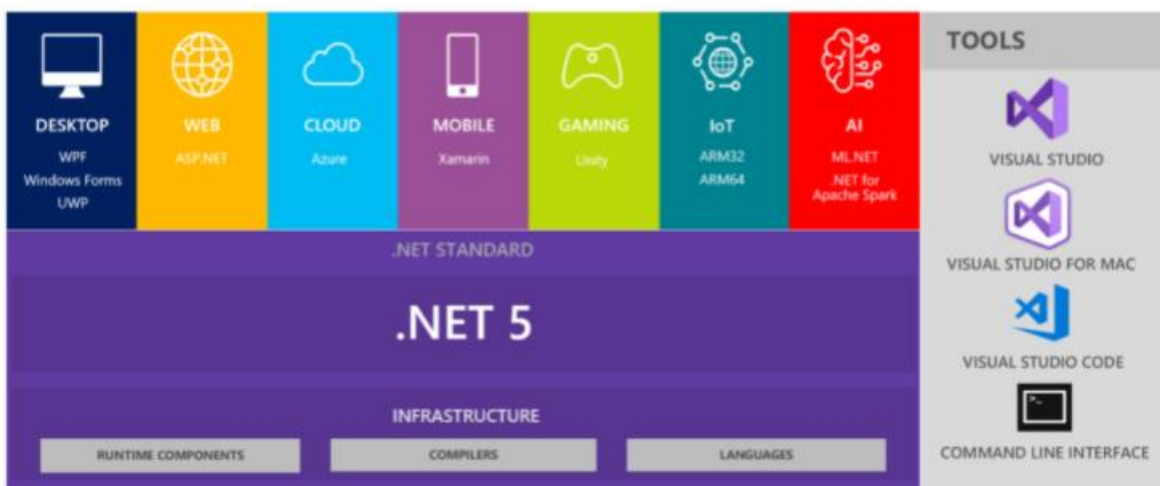 DESKTOP
WPF
Windows Forms
UWP
WEB
ASP.NET
CLOUD
Azure
MOBILE
Xamarin
GAMING
Unity
IoT
ARM32
ARM64
AI
ML.NET
.NET for
Apache Spark
.NET STANDARD
.NET 5
INFRASTRUCTURE
RUNTIME COMPONENTS
COMPILERS
LANGUAGES
TOOLS
VISUAL STUDIO
VISUAL STUDIO FOR MAC
VISUAL STUDIO CODE
COMMAND LINE INTERFACE